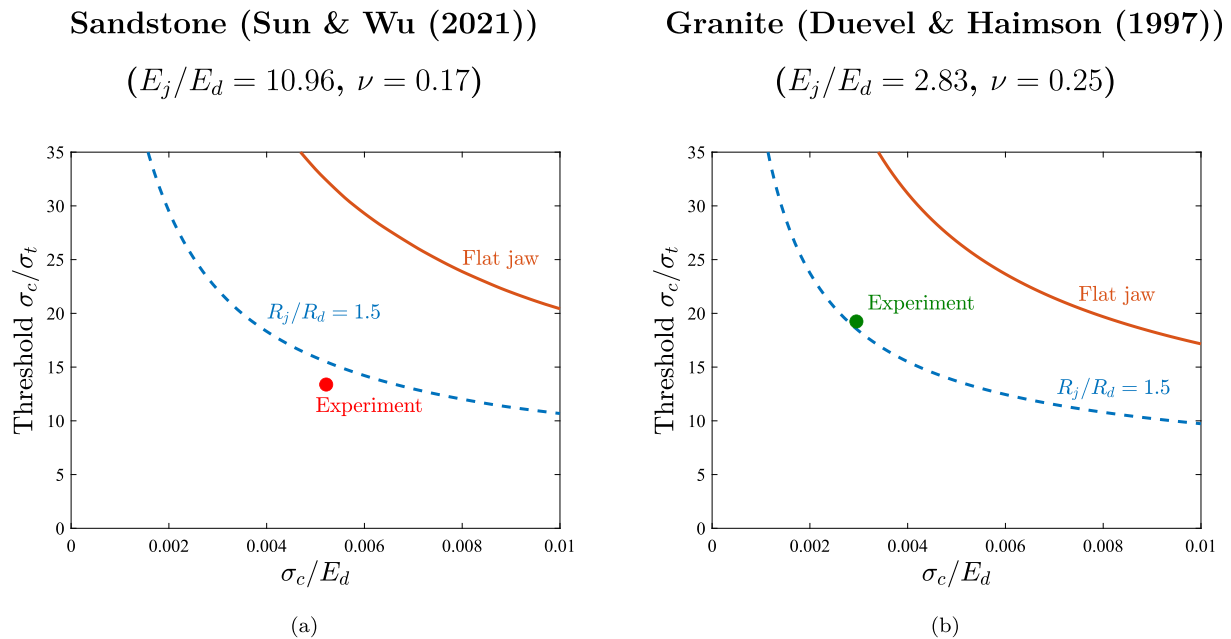 Sandstone (Sun & Wu (2021))
(E_j/E_d = 10.96, ν = 0.17)
35
30
25
20
15
10
5
0
Threshold σ_c/σ_t
Flat jaw
R_j/R_d = 1.5
Experiment
0 0.002 0.004 0.006 0.008 0.01
σ_c/E_d
(a)
Granite (Duevel & Haimson (1997))
(E_j/E_d = 2.83, ν = 0.25)
35
30
25
20
15
10
5
0
Threshold σ_c/σ_t
Flat jaw
Experiment
R_j/R_d = 1.5
0 0.002 0.004 0.006 0.008 0.01
σ_c/E_d
(b)